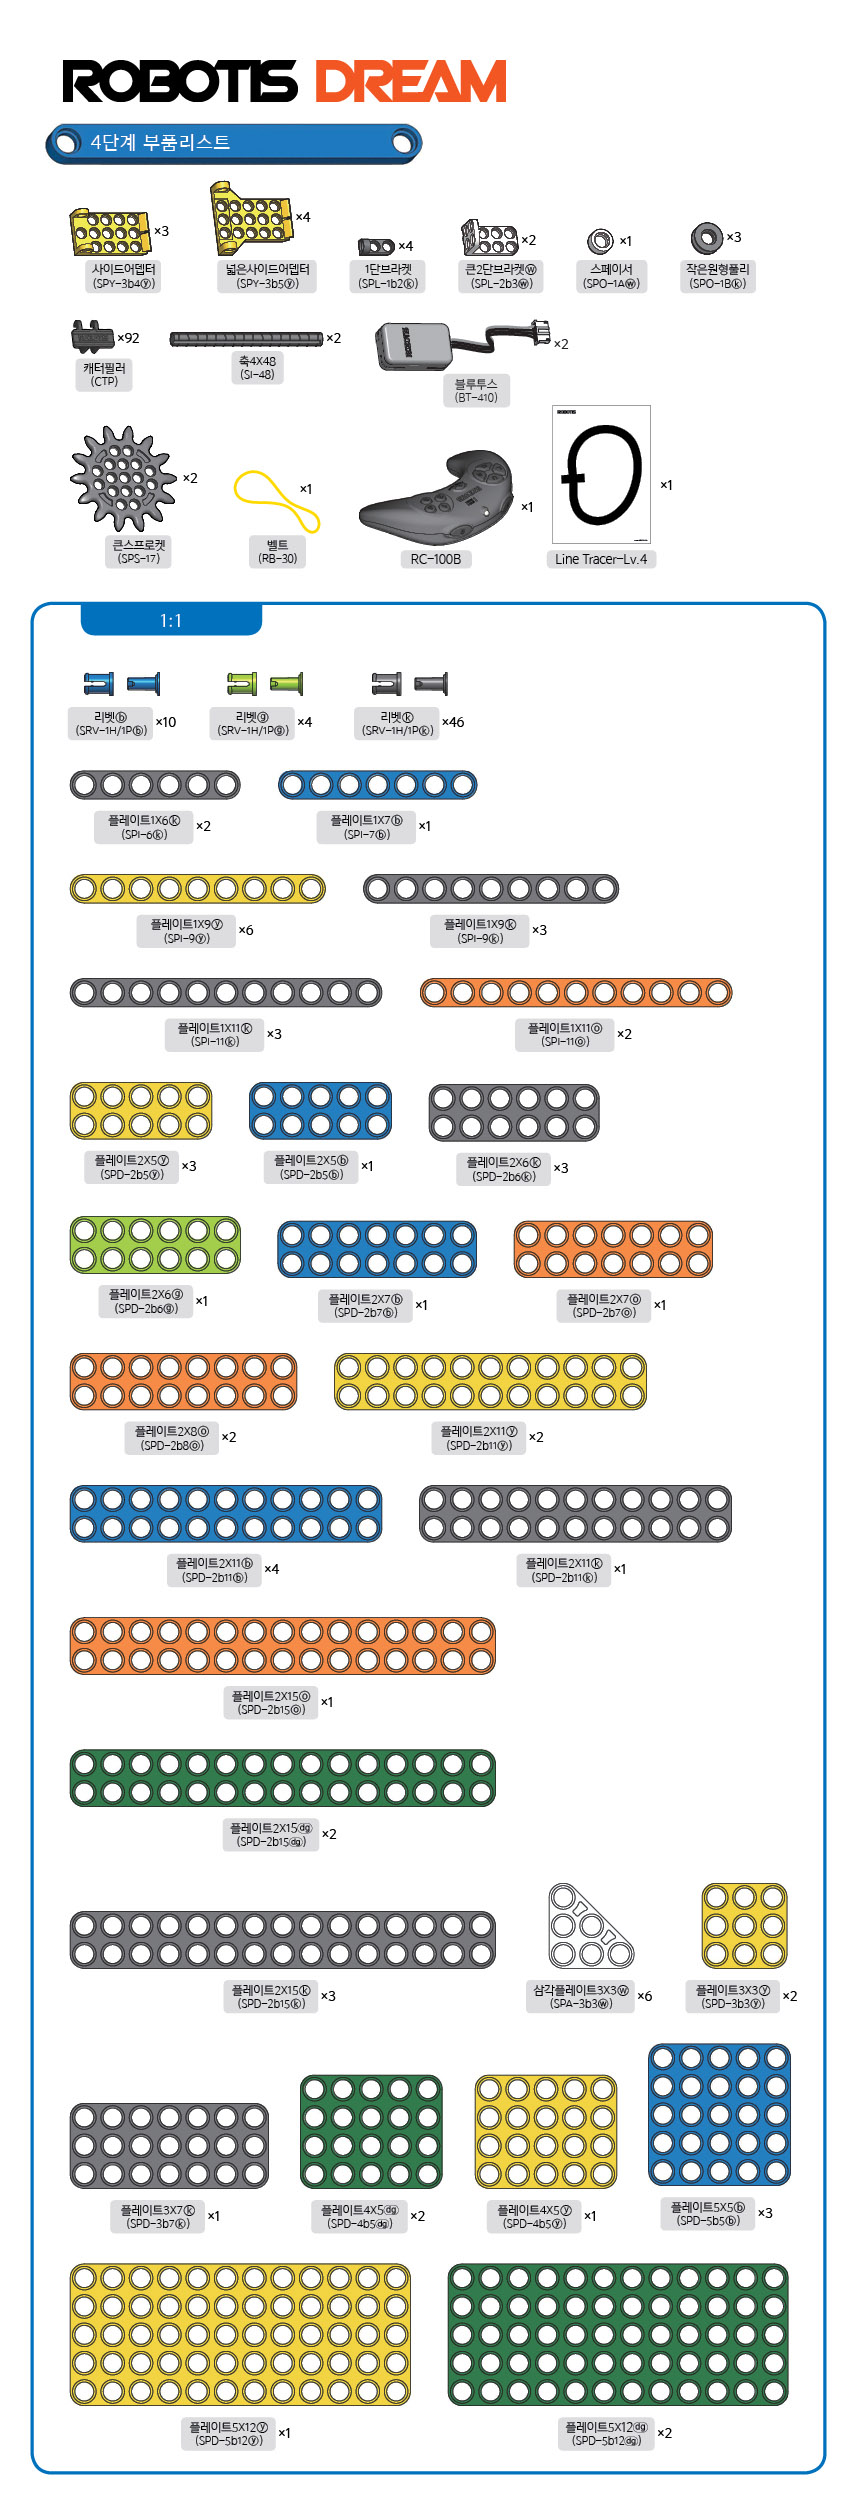 ROBOTIS DREAM
4단계 부품리스트
×3
사이드어뎁터
(SPY-3b4ⓨ)
×4
넓은사이드어뎁터
(SPY-3b5ⓨ)
×4
1단브라켓
(SPL-1b2ⓚ)
×2
큰2단브라켓ⓦ
(SPL-2b3ⓦ)
×1
스페이서
(SPO-1Aⓦ)
×3
작은원형풀리
(SPO-1Bⓚ)
×92
캐터필러
(CTP)
×2
축4X48
(SI-48)
×2
블루투스
(BT-410)
×2
큰스프로켓
(SPS-17)
×1
벨트
(RB-30)
×1
RC-100B
ROBOTIS
×1
Line Tracer-Lv.4
1:1
리벳ⓑ
(SRV-1H/1Pⓑ) ×10
리벳ⓖ
(SRV-1H/1Pⓖ) ×4
리벳ⓚ
(SRV-1H/1Pⓚ) ×46
플레이트1X6ⓚ
(SPI-6ⓚ) ×2
플레이트1X7ⓑ
(SPI-7ⓑ) ×1
플레이트1X9ⓨ
(SPI-9ⓨ) ×6
플레이트1X9ⓚ
(SPI-9ⓚ) ×3
플레이트1X11ⓚ
(SPI-11ⓚ) ×3
플레이트1X11ⓞ
(SPI-11ⓞ) ×2
플레이트2X5ⓨ
(SPD-2b5ⓨ) ×3
플레이트2X5ⓑ
(SPD-2b5ⓑ) ×1
플레이트2X6ⓚ
(SPD-2b6ⓚ) ×3
플레이트2X6ⓖ
(SPD-2b6ⓖ) ×1
플레이트2X7ⓑ
(SPD-2b7ⓑ) ×1
플레이트2X7ⓞ
(SPD-2b7ⓞ) ×1
플레이트2X8ⓞ
(SPD-2b8ⓞ) ×2
플레이트2X11ⓨ
(SPD-2b11ⓨ) ×2
플레이트2X11ⓑ
(SPD-2b11ⓑ) ×4
플레이트2X11ⓚ
(SPD-2b11ⓚ) ×1
플레이트2X15ⓞ
(SPD-2b15ⓞ) ×1
플레이트2X15dg
(SPD-2b15dg) ×2
플레이트2X15ⓚ
(SPD-2b15ⓚ) ×3
삼각플레이트3X3ⓦ
(SPA-3b3ⓦ) ×6
플레이트3X3ⓨ
(SPD-3b3ⓨ) ×2
플레이트3X7ⓚ
(SPD-3b7ⓚ) ×1
플레이트4X5dg
(SPD-4b5dg) ×2
플레이트4X5ⓨ
(SPD-4b5ⓨ) ×1
플레이트5X5ⓑ
(SPD-5b5ⓑ) ×3
플레이트5X12ⓨ
(SPD-5b12ⓨ) ×1
플레이트5X12dg
(SPD-5b12dg) ×2